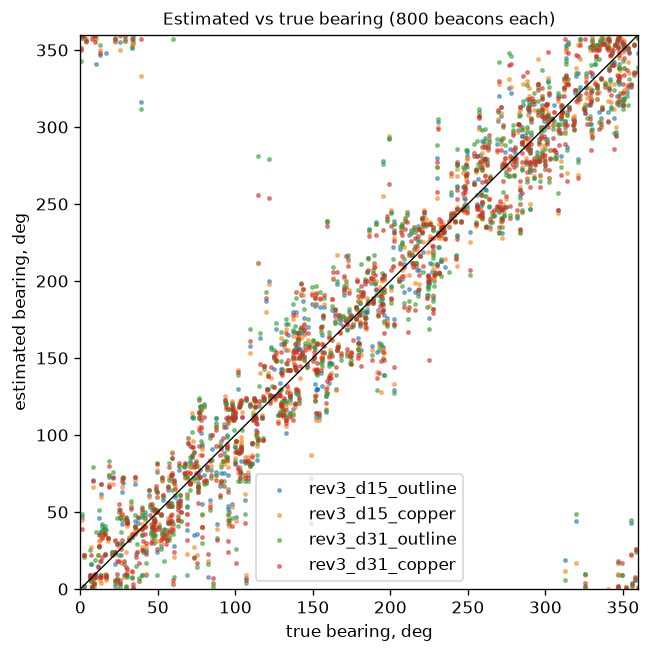 Estimated vs true bearing (800 beacons each)
350
300
250
200
150
100
50
0
estimated bearing, deg
rev3_d15_outline
rev3_d15_copper
rev3_d31_outline
rev3_d31_copper
0 50 100 150 200 250 300 350
true bearing, deg